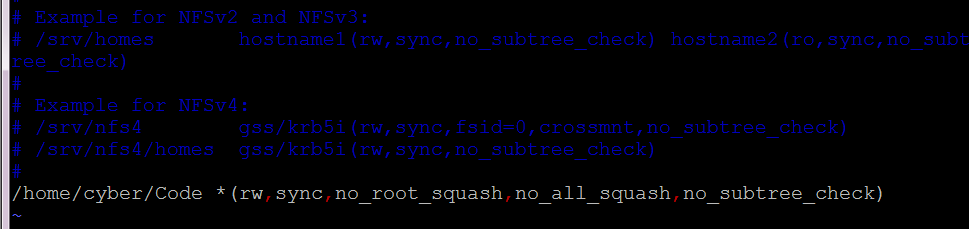 # Example for NFSv2 and NFSv3:
# /srv/homes       hostname1(rw,sync,no_subtree_check) hostname2(ro,sync,no_subt
ree_check)
#
# Example for NFSv4:
# /srv/nfs4        gss/krb5i(rw,sync,fsid=0,crossmnt,no_subtree_check)
# /srv/nfs4/homes  gss/krb5i(rw,sync,no_subtree_check)
#
/home/cyber/Code *(rw,sync,no_root_squash,no_all_squash,no_subtree_check)
~